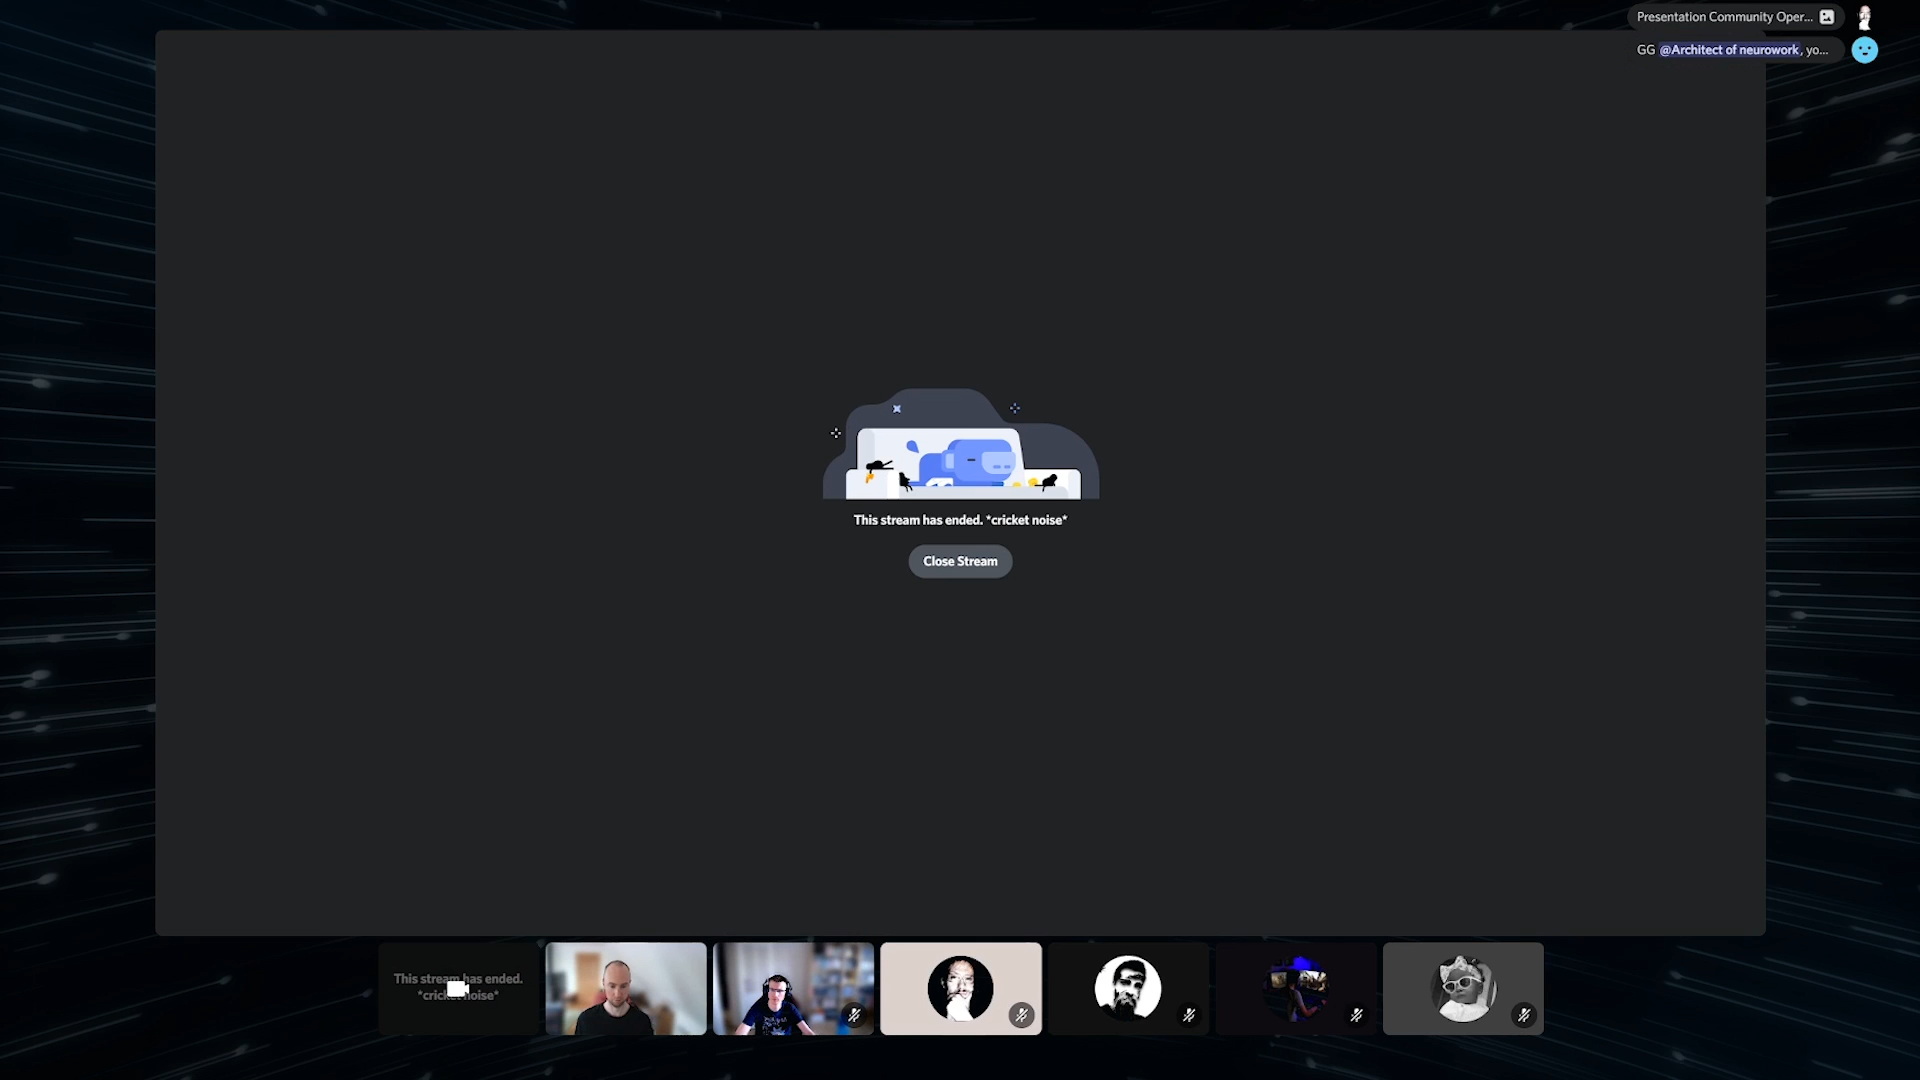 Presentation Community Oper...
GG @Architect of neurowork, yo...
This stream has ended. *cricket noise*
Close Stream
This stream has ended.